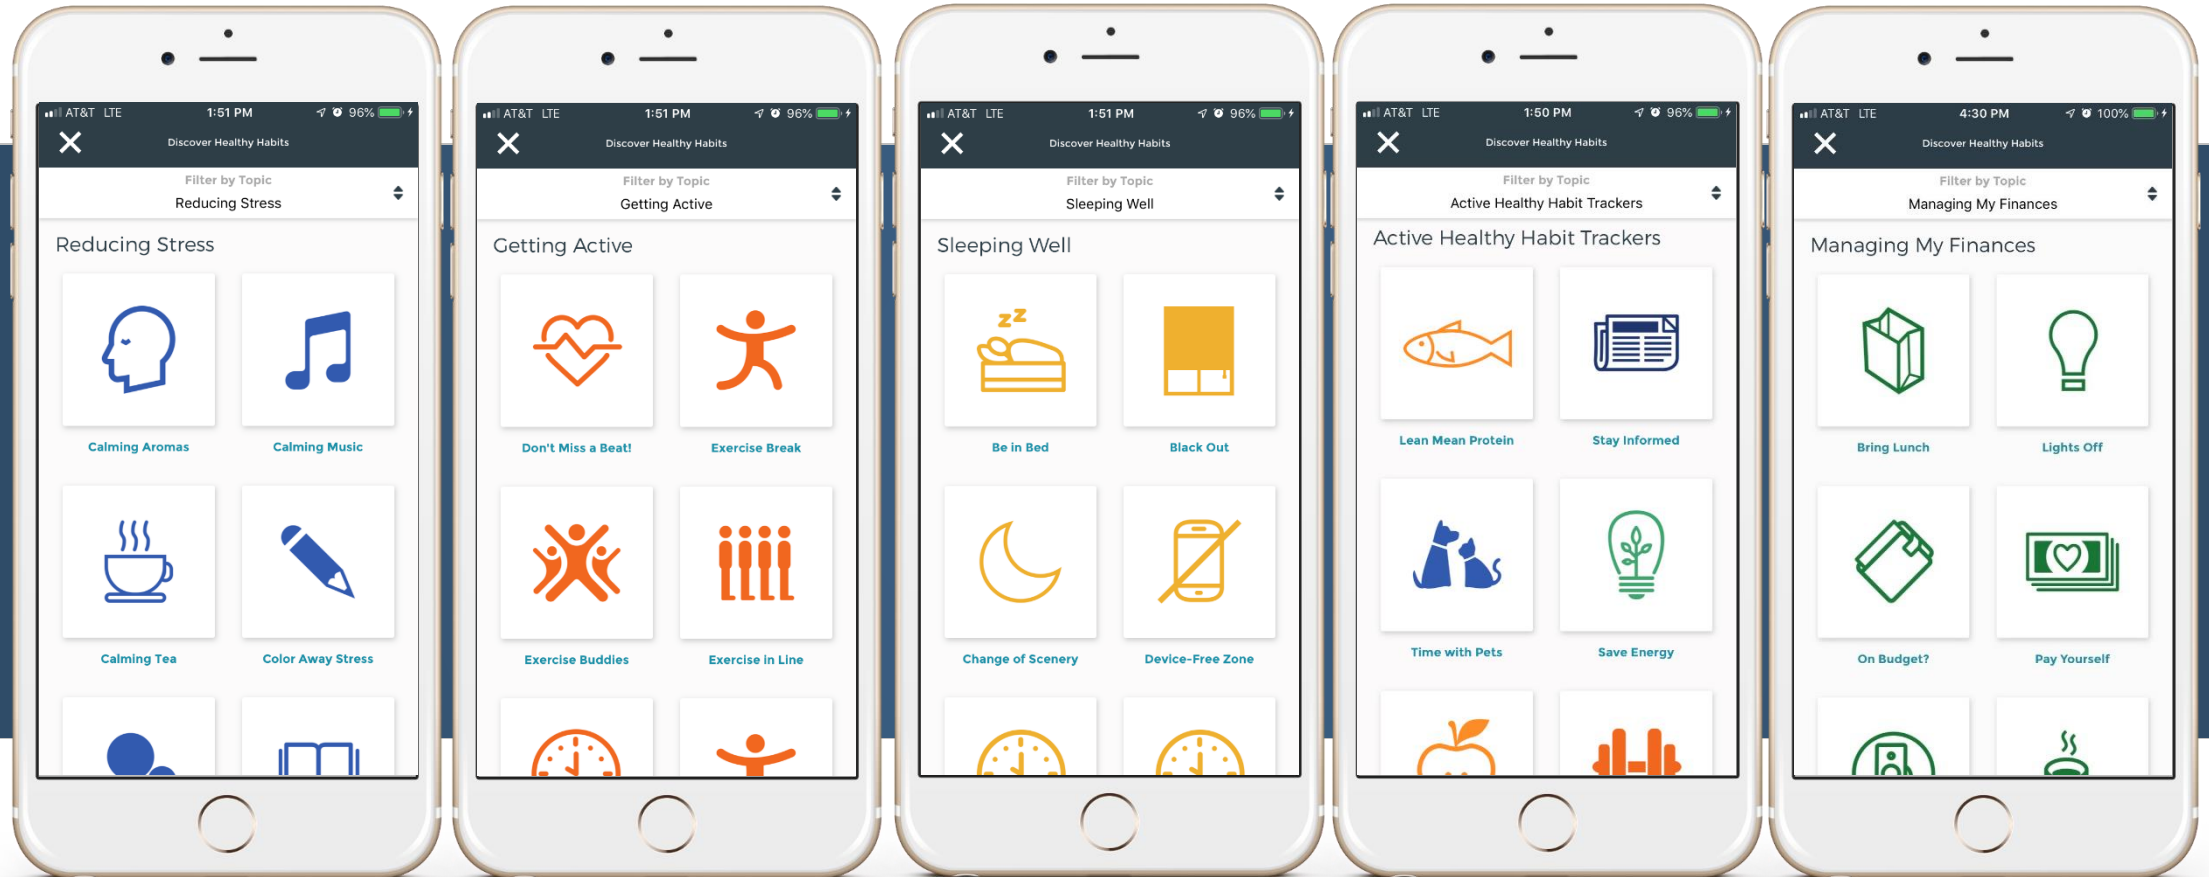 AT&T LTE 1:51 PM 96%
Discover Healthy Habits
Filter by Topic
Reducing Stress
Reducing Stress
Calming Aromas Calming Music
Calming Tea Color Away Stress
AT&T LTE 1:51 PM 96%
Discover Healthy Habits
Filter by Topic
Getting Active
Getting Active
Don't Miss a Beat! Exercise Break
Exercise Buddies Exercise in Line
AT&T LTE 1:51 PM 96%
Discover Healthy Habits
Filter by Topic
Sleeping Well
Sleeping Well
zZ
Be in Bed Black Out
Change of Scenery Device-Free Zone
AT&T LTE 1:50 PM 96%
Discover Healthy Habits
Filter by Topic
Active Healthy Habit Trackers
Active Healthy Habit Trackers
Lean Mean Protein Stay Informed
Time with Pets Save Energy
AT&T LTE 4:30 PM 100%
Discover Healthy Habits
Filter by Topic
Managing My Finances
Managing My Finances
Bring Lunch Lights Off
On Budget? Pay Yourself